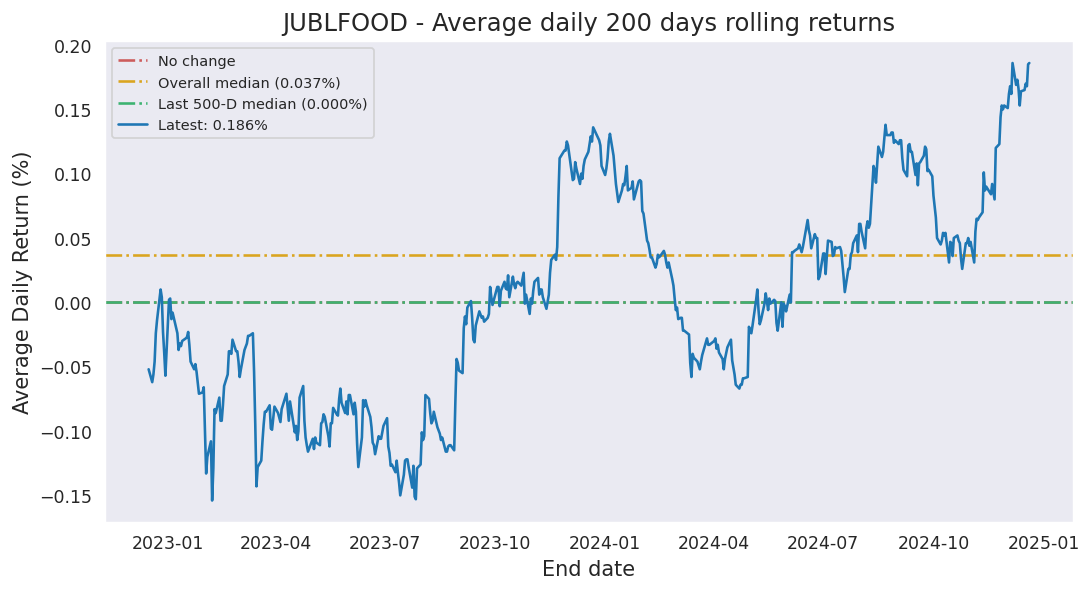 JUBLFOOD - Average daily 200 days rolling returns
No change
Overall median (0.037%)
Last 500-D median (0.000%)
Latest: 0.186%
Average Daily Return (%)
0.20
0.15
0.10
0.05
0.00
−0.05
−0.10
−0.15
2023-01 2023-04 2023-07 2023-10 2024-01 2024-04 2024-07 2024-10 2025-01
End date